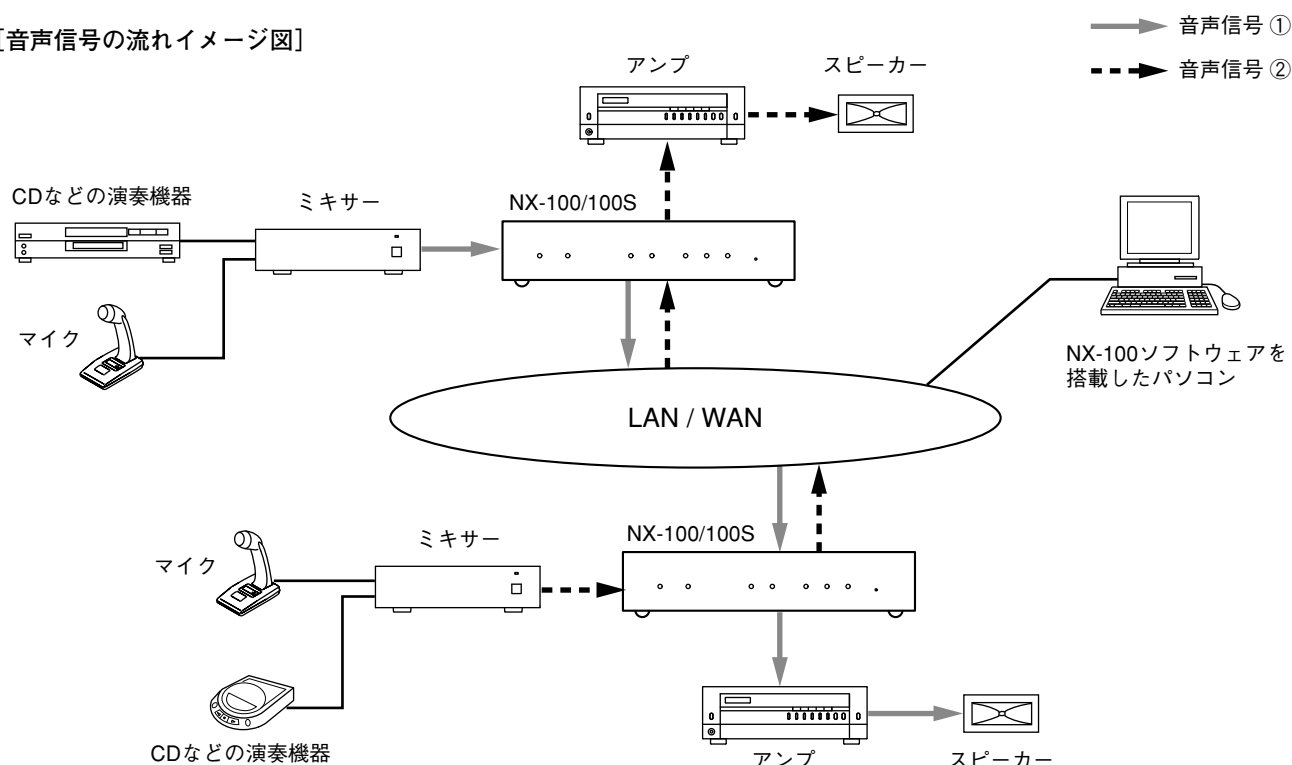 [音声信号の流れイメージ図]
音声信号 ①
音声信号 ②
アンプ
スピーカー
CDなどの演奏機器
ミキサー
NX-100/100S
マイク
NX-100ソフトウェアを
搭載したパソコン
LAN / WAN
マイク
ミキサー
NX-100/100S
CDなどの演奏機器
アンプ
スピーカー